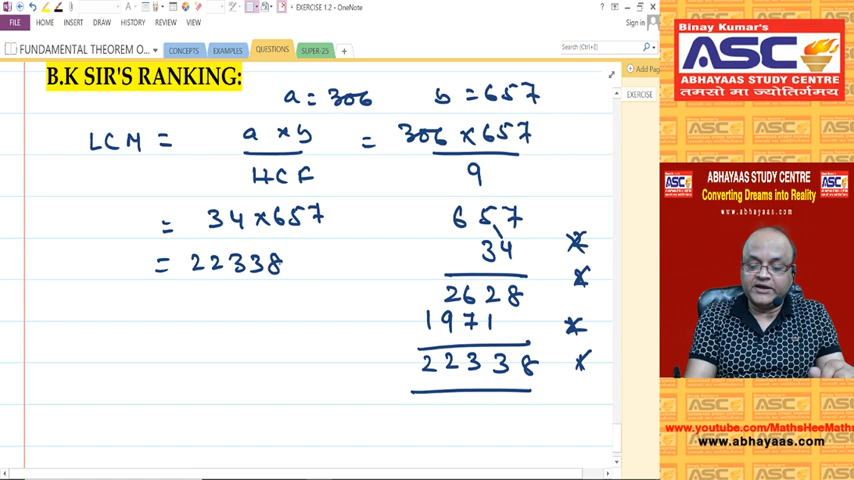 EXERCISE 1.2 - OneNote
FILE HOME INSERT DRAW HISTORY REVIEW VIEW
Sign in
FUNDAMENTAL THEOREM O... CONCEPTS EXAMPLES QUESTIONS SUPER-25 +
Search (Ctrl+E)
Add Pag
EXERCISE
B.K SIR'S RANKING:
a = 306 b = 657
LCM = a × b / HCF = 306 × 657 / 9
= 34 × 657
= 22338
657
34
2628
1971
22338
Binay Kumar's
ASC
ABHAYAAS STUDY CENTRE
तमसो मा ज्योतिर्गमय
ABHAYAAS STUDY CENTRE
Converting Dreams into Reality
www.abhayaas.com
www.youtube.com/MathsHeeMaths
www.abhayaas.com